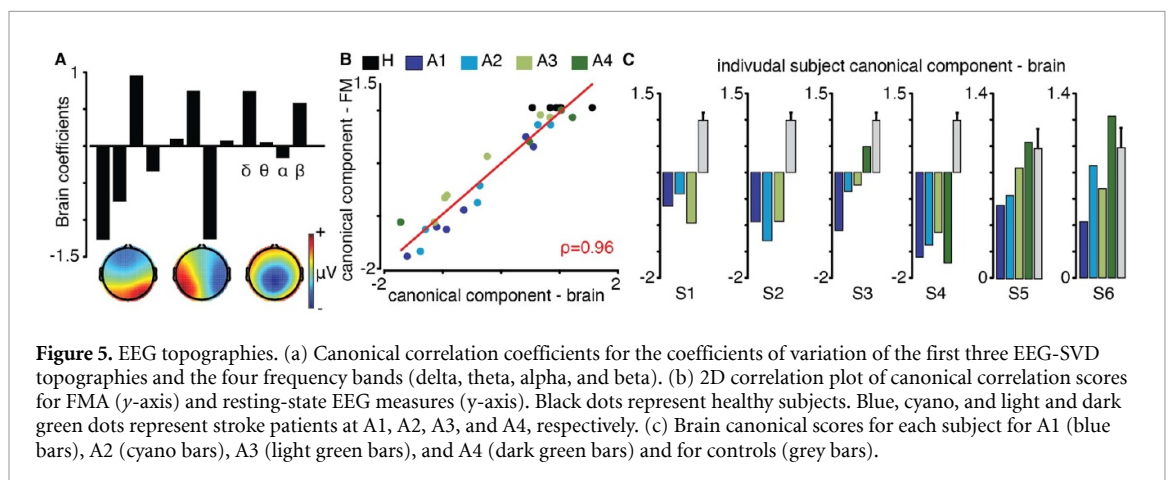 A
1
Brain coefficients
-1.5
δ θ α β
+
μV
-
B
H A1 A2 A3 A4
1.5
canonical component - FM
-2
ρ=0.96
-2
2
canonical component - brain
C
indivudal subject canonical component - brain
1.5 1.5 1.5 1.5 1.4 1.4
-2 -2 -2 -2 0 0
S1 S2 S3 S4 S5 S6
Figure 5. EEG topographies. (a) Canonical correlation coefficients for the coefficients of variation of the first three EEG-SVD
topographies and the four frequency bands (delta, theta, alpha, and beta). (b) 2D correlation plot of canonical correlation scores
for FMA (y-axis) and resting-state EEG measures (y-axis). Black dots represent healthy subjects. Blue, cyano, and light and dark
green dots represent stroke patients at A1, A2, A3, and A4, respectively. (c) Brain canonical scores for each subject for A1 (blue
bars), A2 (cyano bars), A3 (light green bars), and A4 (dark green bars) and for controls (grey bars).